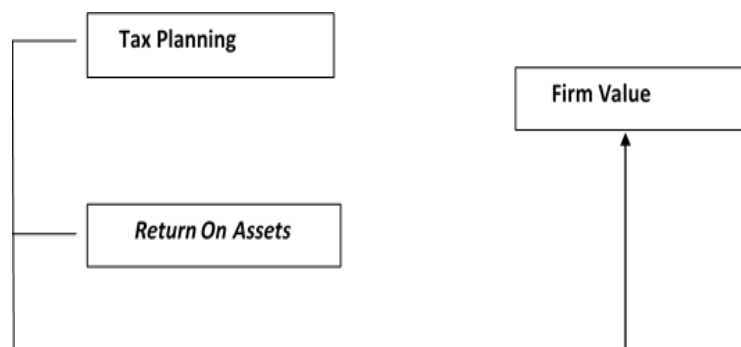 Tax Planning
Firm Value
Return On Assets